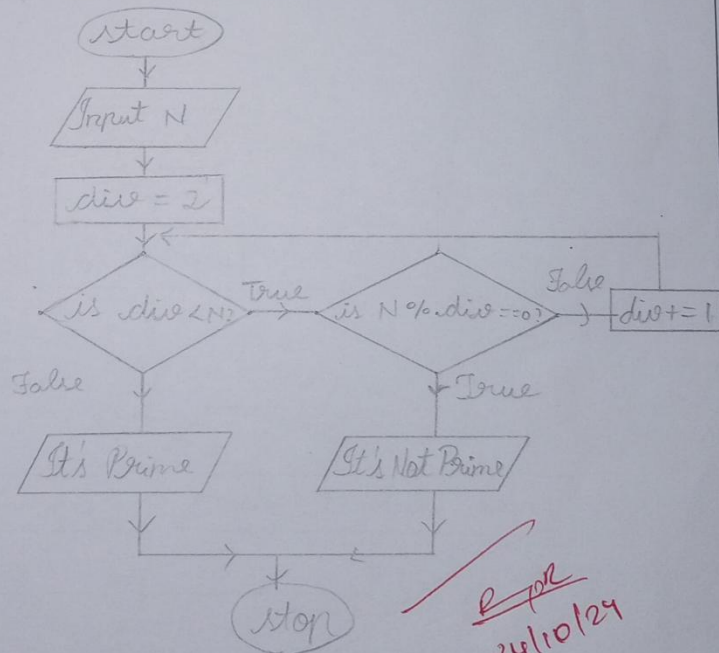 start
Input N
div = 2
is div < N?
True
is N % div == 0?
False
div += 1
False
True
It's Prime
It's Not Prime
stop
24/10/24